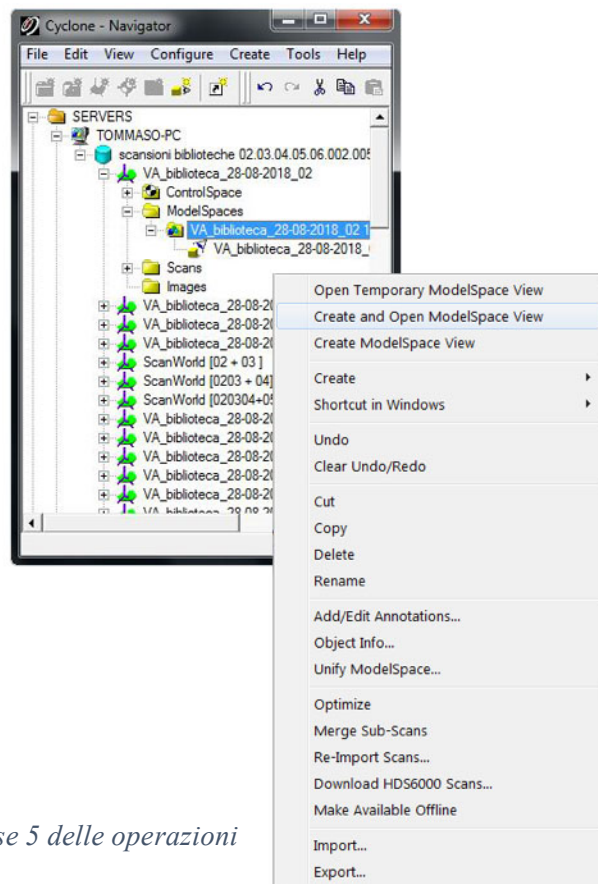 Cyclone - Navigator
File Edit View Configure Create Tools Help
SERVERS
TOMMASO-PC
scansioni biblioteche 02.03.04.05.06.002.005
VA_biblioteca_28-08-2018_02
ControlSpace
ModelSpaces
VA_biblioteca_28-08-2018_02 1
VA_biblioteca_28-08-2018_
Scans
Images
VA_biblioteca_28-08-20
VA_biblioteca_28-08-20
VA_biblioteca_28-08-20
ScanWorld [02 + 03 ]
ScanWorld [0203 + 04]
ScanWorld [020304+05
VA_biblioteca_28-08-20
VA_biblioteca_28-08-20
VA_biblioteca_28-08-20
VA_biblioteca_28-08-20
VA_biblioteca_28-08-20
VA_biblioteca_28-08-20
Open Temporary ModelSpace View
Create and Open ModelSpace View
Create ModelSpace View
Create
Shortcut in Windows
Undo
Clear Undo/Redo
Cut
Copy
Delete
Rename
Add/Edit Annotations...
Object Info...
Unify ModelSpace...
Optimize
Merge Sub-Scans
Re-Import Scans...
Download HDS6000 Scans...
Make Available Offline
Import...
Export...
se 5 delle operazioni